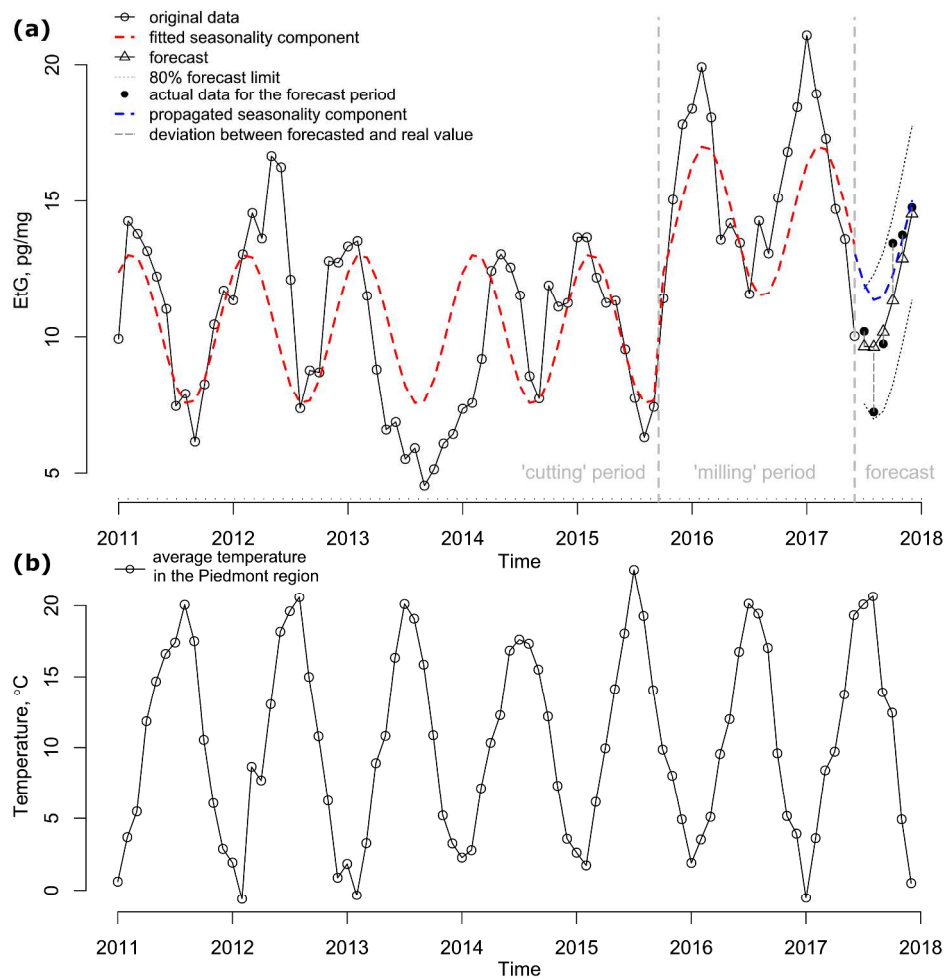 (a)
original data
fitted seasonality component
forecast
80% forecast limit
actual data for the forecast period
propagated seasonality component
deviation between forecasted and real value
EtG, pg/mg
20
15
10
5
'cutting' period
'milling' period
forecast
2011 2012 2013 2014 2015 2016 2017 2018
Time
(b)
average temperature
in the Piedmont region
Temperature, °C
20
15
10
5
0
2011 2012 2013 2014 2015 2016 2017 2018
Time